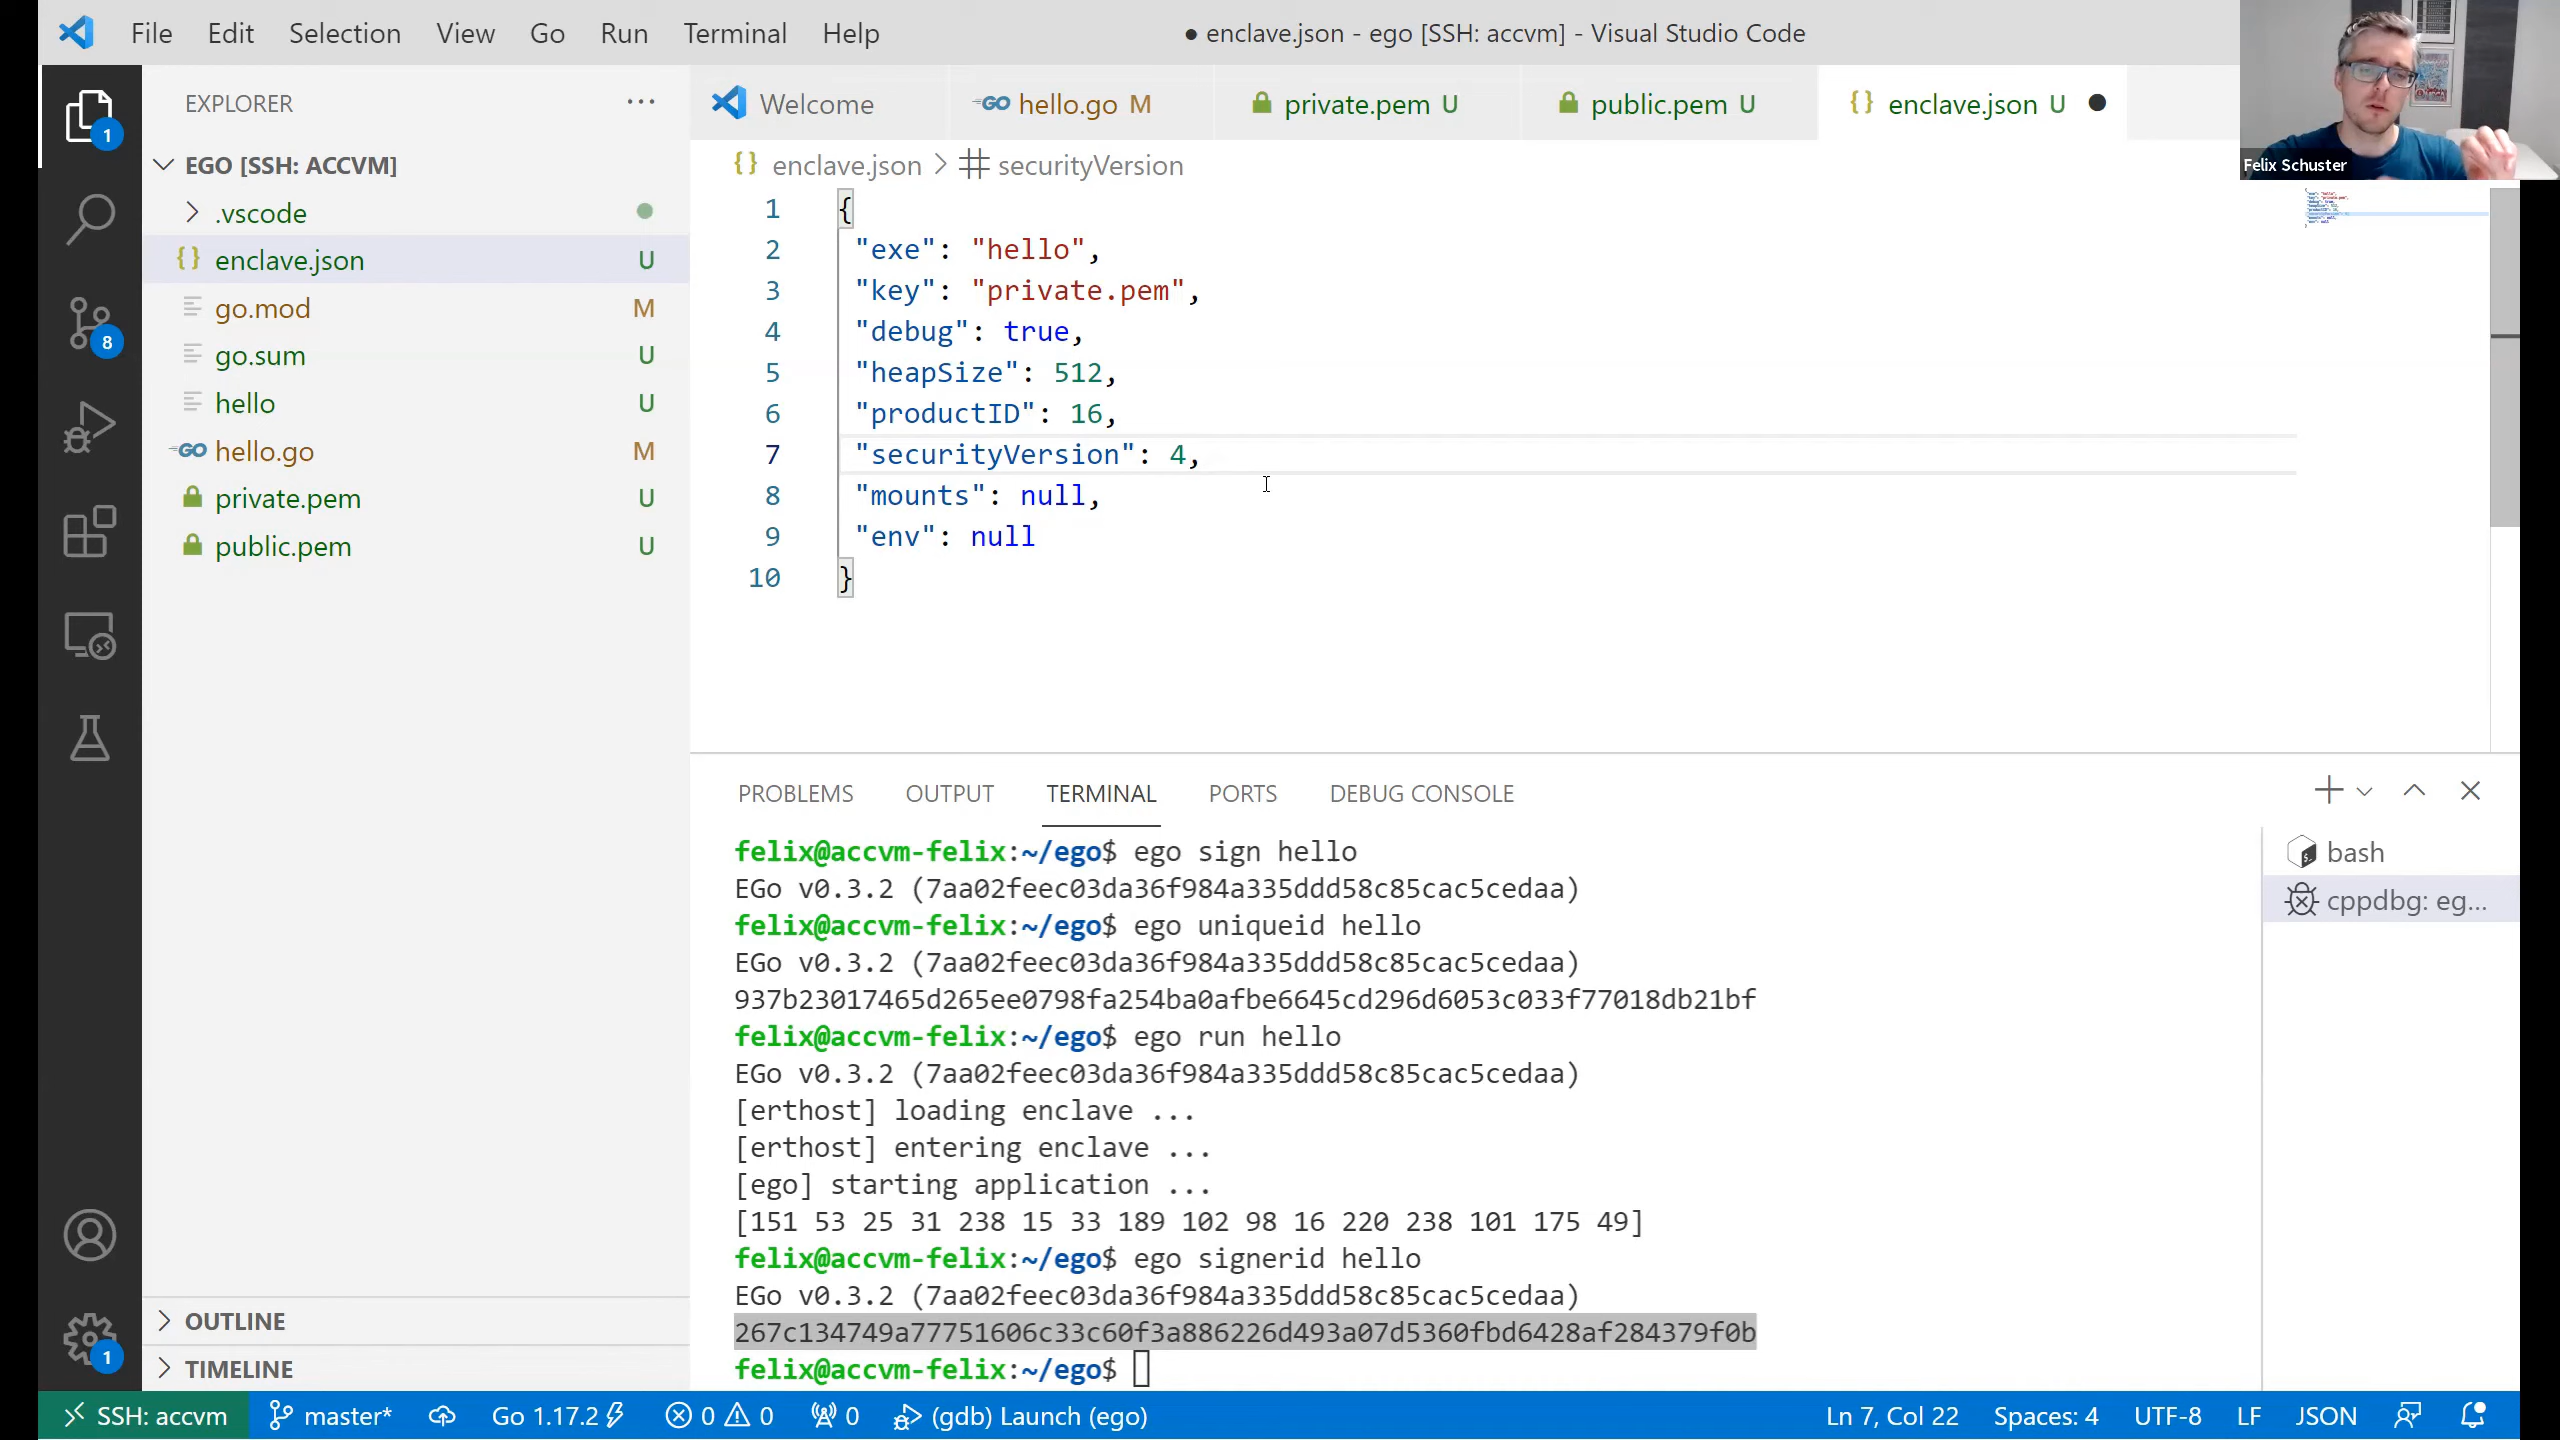 File Edit Selection View Go Run Terminal Help
● enclave.json - ego [SSH: accvm] - Visual Studio Code
Felix Schuster
EXPLORER ...
1
EGO [SSH: ACCVM]
.vscode
{} enclave.json U
go.mod M
go.sum U
8
hello U
GO hello.go M
private.pem U
public.pem U
OUTLINE
TIMELINE
1
Welcome
GO hello.go M
private.pem U
public.pem U
{} enclave.json U ●
{} enclave.json > securityVersion
1 {
2 "exe": "hello",
3 "key": "private.pem",
4 "debug": true,
5 "heapSize": 512,
6 "productID": 16,
7 "securityVersion": 4,
8 "mounts": null,
9 "env": null
10 }
PROBLEMS OUTPUT TERMINAL PORTS DEBUG CONSOLE
felix@accvm-felix:~/ego$ ego sign hello
EGo v0.3.2 (7aa02feec03da36f984a335ddd58c85cac5cedaa)
felix@accvm-felix:~/ego$ ego uniqueid hello
EGo v0.3.2 (7aa02feec03da36f984a335ddd58c85cac5cedaa)
937b23017465d265ee0798fa254ba0afbe6645cd296d6053c033f77018db21bf
felix@accvm-felix:~/ego$ ego run hello
EGo v0.3.2 (7aa02feec03da36f984a335ddd58c85cac5cedaa)
[erthost] loading enclave ...
[erthost] entering enclave ...
[ego] starting application ...
[151 53 25 31 238 15 33 189 102 98 16 220 238 101 175 49]
felix@accvm-felix:~/ego$ ego signerid hello
EGo v0.3.2 (7aa02feec03da36f984a335ddd58c85cac5cedaa)
267c134749a77751606c33c60f3a886226d493a07d5360fbd6428af284379f0b
felix@accvm-felix:~/ego$
bash
cppdbg: eg...
SSH: accvm master* Go 1.17.2 0 0 0 (gdb) Launch (ego) Ln 7, Col 22 Spaces: 4 UTF-8 LF JSON